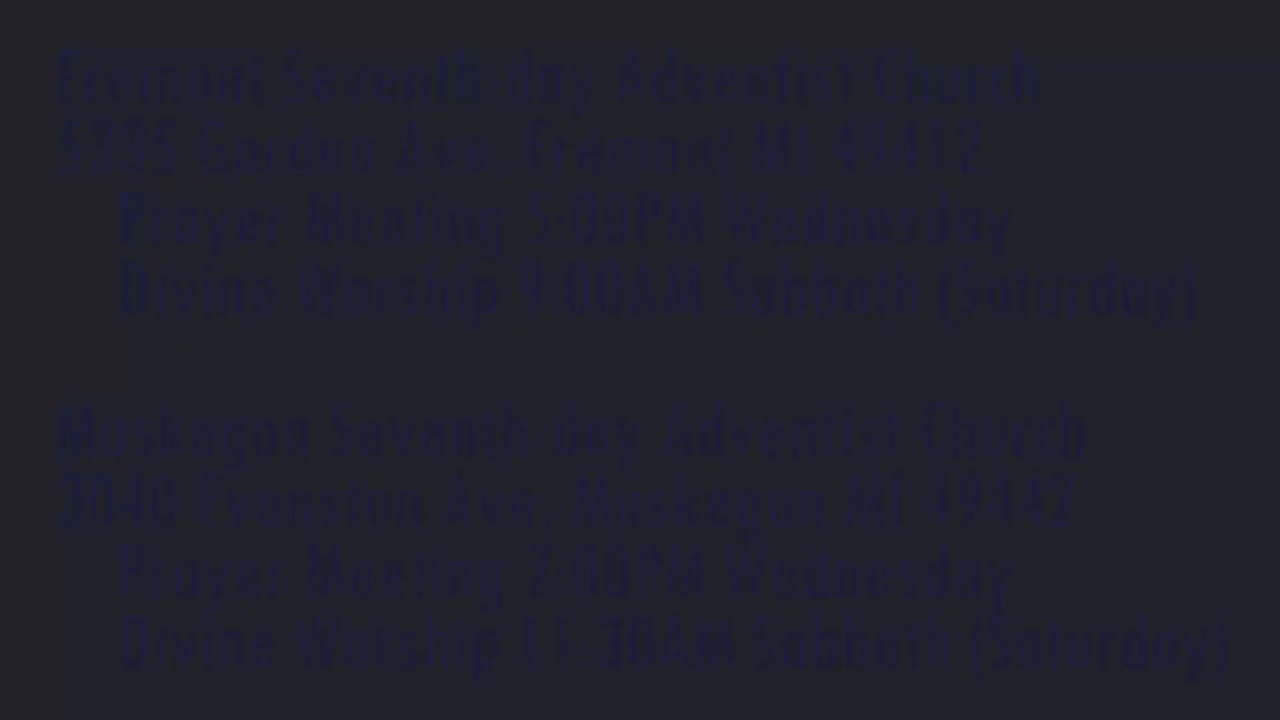 Fremont Seventh-day Adventist Church
5335 Garden Ave. Fremont MI 49412
Prayer Meeting 5:00PM Wednesday
Divine Worship 9:00AM Sabbath (Saturday)
Muskegon Seventh-day Adventist Church
Evanston Ave. Muskegon MI 49442
Prayer Meeting 7:00PM Wednesday
Divine Worship 11:30AM Sabbath (Saturday)